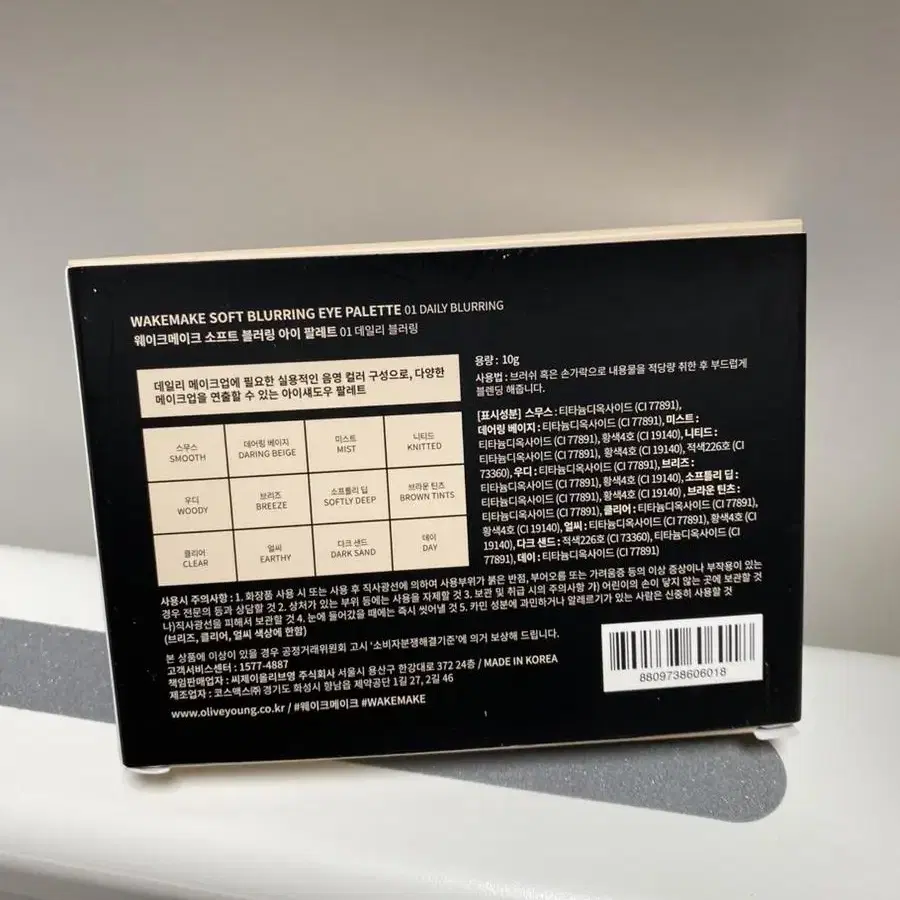 WAKEMAKE SOFT BLURRING EYE PALETTE 01 DAILY BLURRING
웨이크메이크 소프트 블러링 아이 팔레트 01 데일리 블러링
데일리 메이크업에 필요한 실용적인 음영 컬러 구성으로, 다양한
메이크업을 연출할 수 있는 아이섀도우 팔레트
스무스
SMOOTH
데어링 베이지
DARING BEIGE
미스트
MIST
니티드
KNITTED
우디
WOODY
브리즈
BREEZE
소프틀리 딥
SOFTLY DEEP
브라운 틴츠
BROWN TINTS
클리어
CLEAR
얼씨
EARTHY
다크 샌드
DARK SAND
데이
DAY
용량 : 10g
사용법 : 브러쉬 혹은 손가락으로 내용물을 적당량 취한 후 부드럽게
블렌딩 해줍니다.
[표시성분] 스무스 : 티타늄디옥사이드 (CI 77891),
데어링 베이지 : 티타늄디옥사이드 (CI 77891), 미스트 :
티타늄디옥사이드 (CI 77891), 황색4호 (CI 19140), 니티드 :
티타늄디옥사이드 (CI 77891), 황색4호 (CI 19140), 적색226호 (CI
73360), 우디 : 티타늄디옥사이드 (CI 77891), 브리즈 :
티타늄디옥사이드 (CI 77891), 황색4호 (CI 19140), 소프틀리 딥 :
티타늄디옥사이드 (CI 77891), 황색4호 (CI 19140) , 브라운 틴츠 :
티타늄디옥사이드 (CI 77891), 클리어 : 티타늄디옥사이드 (CI 77891),
황색4호 (CI 19140), 얼씨 : 티타늄디옥사이드 (CI 77891), 황색4호 (CI
19140), 다크 샌드 : 적색226호 (CI 73360), 티타늄디옥사이드 (CI
77891), 데이 : 티타늄디옥사이드 (CI 77891)
사용시 주의사항 : 1. 화장품 사용 시 또는 사용 후 직사광선에 의하여 사용부위가 붉은 반점, 부어오름 또는 가려움증 등의 이상 증상이나 부작용이 있는
경우 전문의 등과 상담할 것 2. 상처가 있는 부위 등에는 사용을 자제할 것 3. 보관 및 취급 시의 주의사항 가) 어린이의 손이 닿지 않는 곳에 보관할 것
나)직사광선을 피해서 보관할 것 4. 눈에 들어갔을 때에는 즉시 씻어낼 것 5. 카민 성분에 과민하거나 알레르기가 있는 사람은 신중히 사용할 것
(브리즈, 클리어, 얼씨 색상에 한함)
본 상품에 이상이 있을 경우 공정거래위원회 고시 '소비자분쟁해결기준'에 의거 보상해 드립니다.
고객서비스센터 : 1577-4887
책임판매업자 : 씨제이올리브영 주식회사 서울시 용산구 한강대로 372 24층 / MADE IN KOREA
제조업자 : 코스맥스㈜ 경기도 화성시 향남읍 제약공단 1길 27, 2길 46
www.oliveyoung.co.kr / #웨이크메이크 #WAKEMAKE
8809738606018